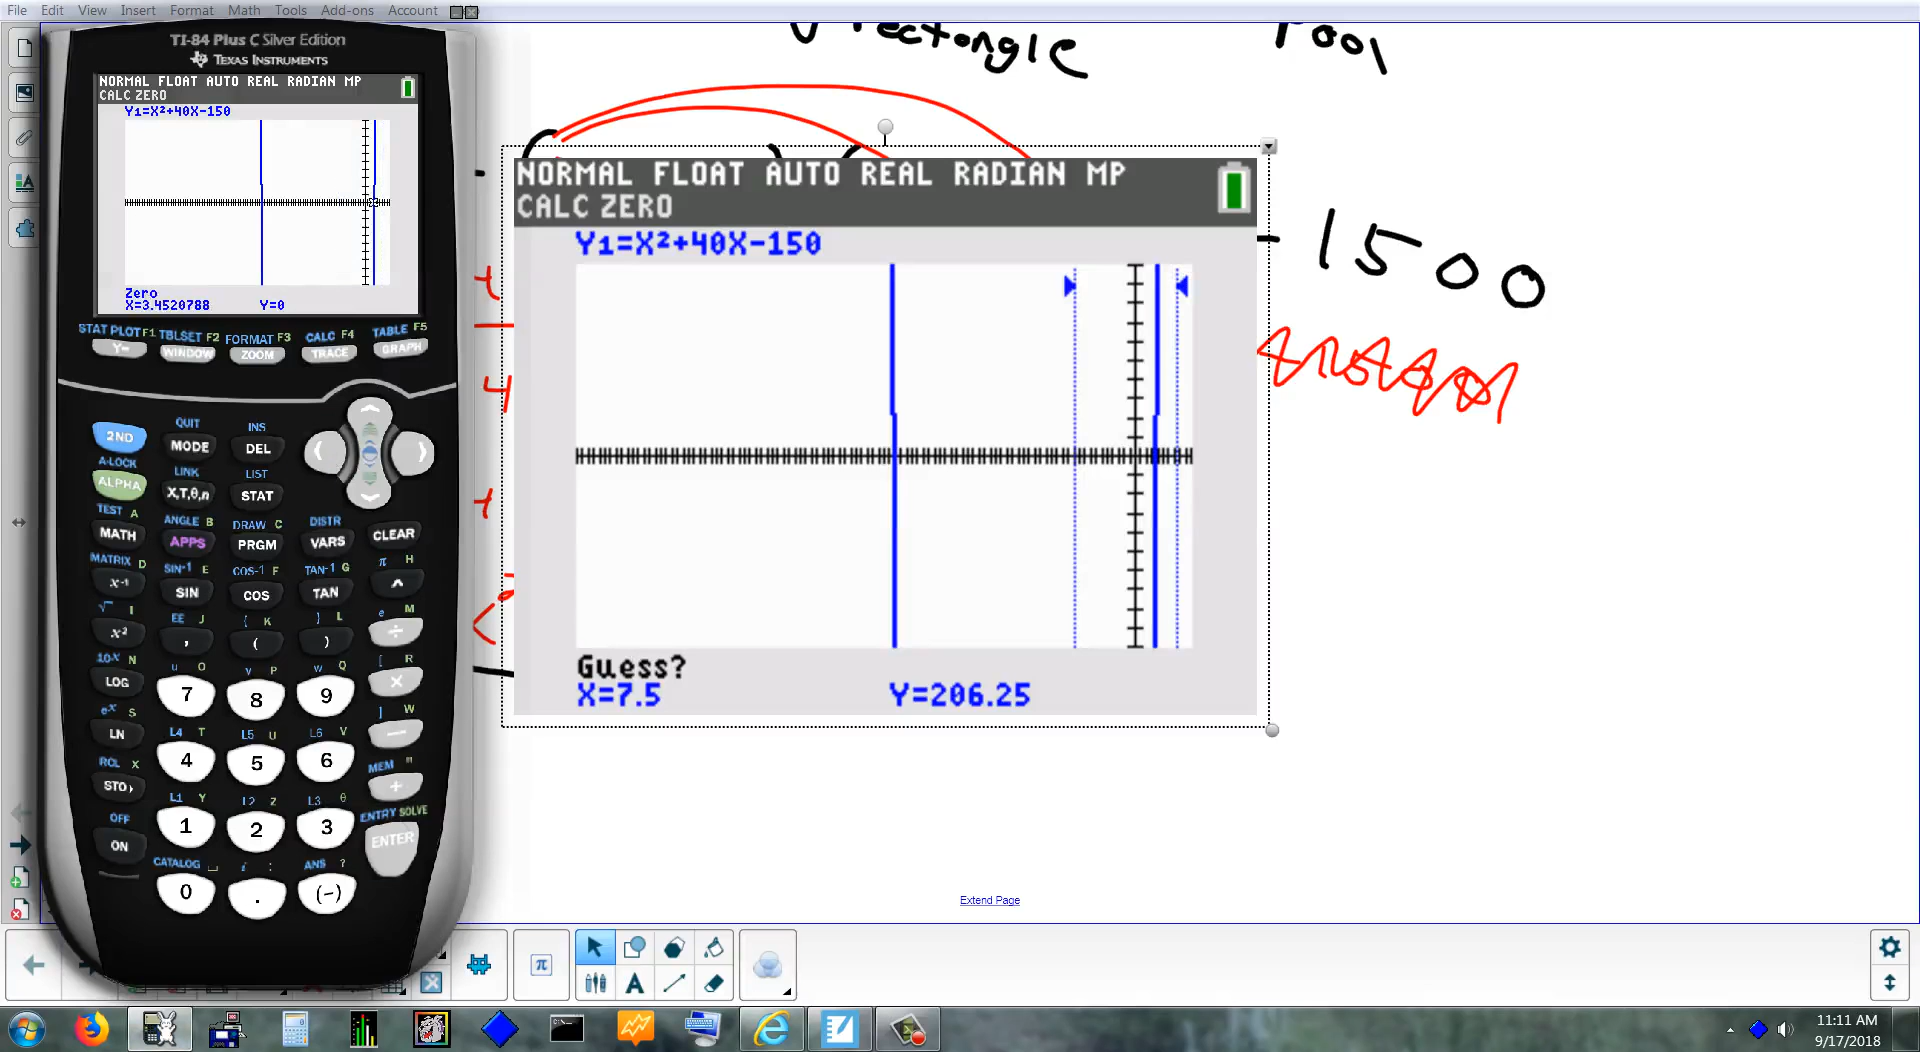 File Edit View Insert Format Math Tools Add-ons Account
TI-84 Plus C Silver Edition
TEXAS INSTRUMENTS
NORMAL FLOAT AUTO REAL RADIAN MP
CALC ZERO
Y1=X²+40X-150
Zero
X=3.4520788 Y=0
STAT PLOT F1 TBLSET F2 FORMAT F3 CALC F4 TABLE F5
Y= WINDOW ZOOM TRACE GRAPH
QUIT INS
2ND MODE DEL
A-LOCK LINK LIST
ALPHA X,T,θ,n STAT
TEST A ANGLE B DRAW C DISTR
MATH APPS PRGM VARS CLEAR
MATRIX D SIN-1 E COS-1 F TAN-1 G π H
x-1 SIN COS TAN ^
√ I EE J { K } L e M
x² , ( ) ÷
10x N u O v P w Q [ R
LOG 7 8 9 ×
ex S L4 T L5 U L6 V ] W
LN 4 5 6 −
RCL X L1 Y L2 Z L3 θ MEM "
STO▸ 1 2 3 +
OFF CATALOG i : ANS ? ENTRY SOLVE
ON 0 . (-) ENTER
rectangle Pool
NORMAL FLOAT AUTO REAL RADIAN MP
CALC ZERO
Y1=X²+40X-150
Guess?
X=7.5 Y=206.25
-1500
Extend Page
π
A
11:11 AM
9/17/2018